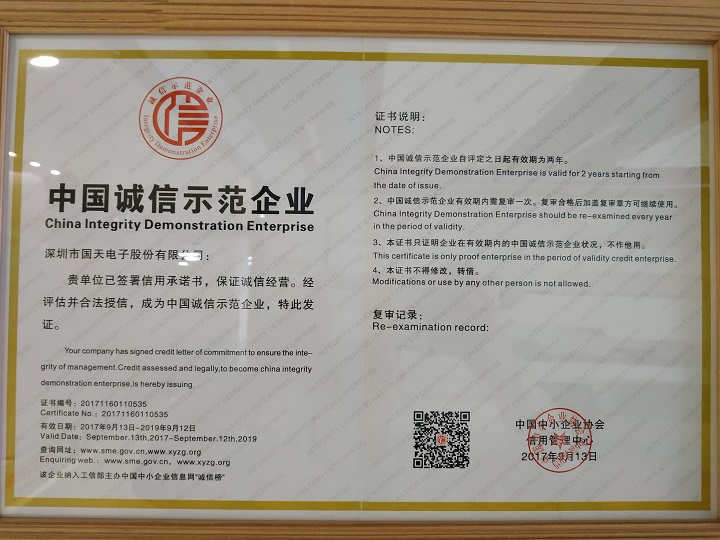 诚信示范企业
信
Integrity Demonstration Enterprise
中国诚信示范企业
China Integrity Demonstration Enterprise
深圳市国天电子股份有限公司：
贵单位已签署信用承诺书，保证诚信经营。经
评估并合法授信，成为中国诚信示范企业，特此发
证。
Your company has signed credit letter of commitment to ensure the inte-
grity of management.Credit assessed and legally,to become china integrity
demonstration enterprise,is hereby issuing.
证书编号：20171160110535
Certificate No.：20171160110535
有效日期：2017年9月13日-2019年9月12日
Valid Date：September.13th,2017-September.12th,2019
查询网址：www.sme.gov.cn,www.xyzg.org
Enquiring web.：www.sme.gov.cn，www.xyzg.org
该企业纳入工信部主办中国中小企业信息网“诚信榜”
证书说明：
NOTES:
1、中国诚信示范企业自评定之日起有效期为两年。
China Integrity Demonstration Enterprise is valid for 2 years starting from
the date of issue.
2、中国诚信示范企业有效期内需复审一次。复审合格后加盖复审章方可继续使用。
China Integrity Demonstration Enterprise should be re-examined every year
in the period of validity.
3、本证书只证明企业在有效期内的中国诚信示范企业状况，不作他用。
This certificate is only proof enterprise in the period of validity credit enterprise.
4、本证书不得修改，转借。
Modifications or use by any other person is not allowed.
复审记录：
Re-examination record:
中国中小企业协会
信用管理中心
2017年9月13日